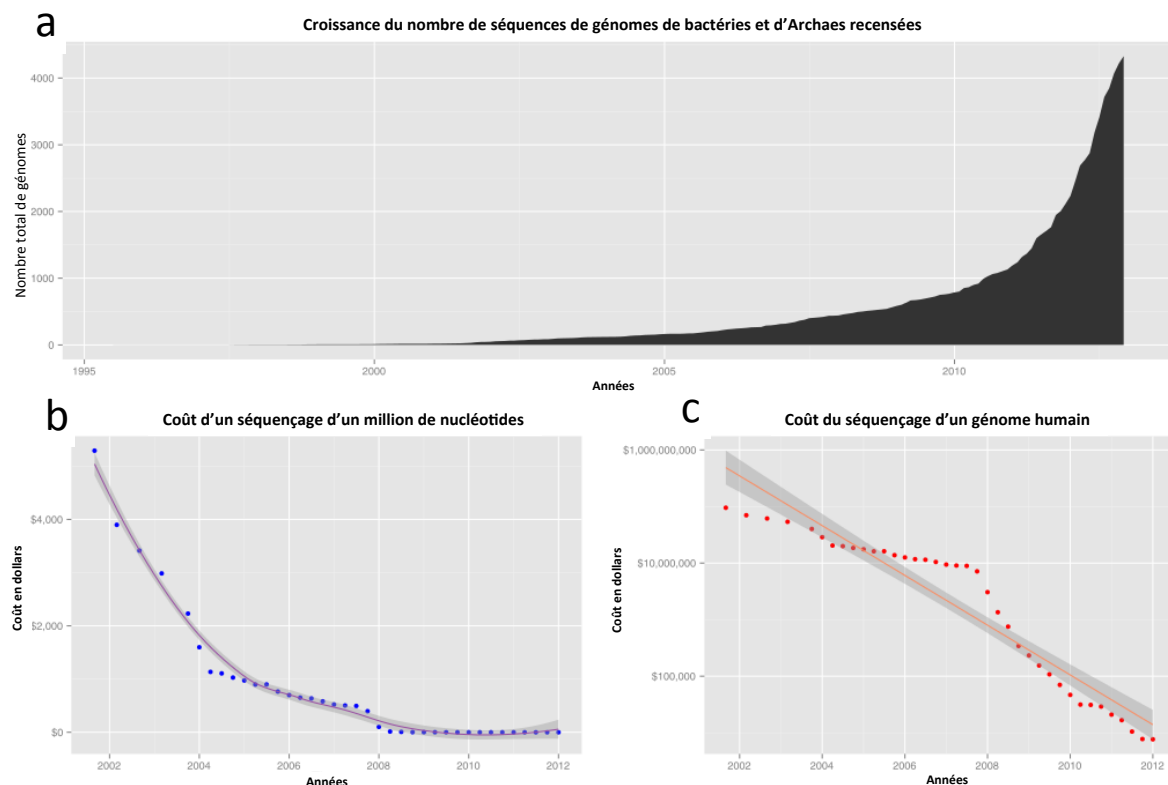 a
Croissance du nombre de séquences de génomes de bactéries et d'Archaes recensées
Nombre total de génomes
4000
3000
2000
1000
0
1995
2000
2005
2010
Années
b
Coût d'un séquençage d'un million de nucléotides
Coût en dollars
$4,000
$2,000
$0
2002
2004
2006
2008
2010
2012
Années
c
Coût du séquençage d'un génome humain
Coût en dollars
$1,000,000,000
$10,000,000
$100,000
2002
2004
2006
2008
2010
2012
Années